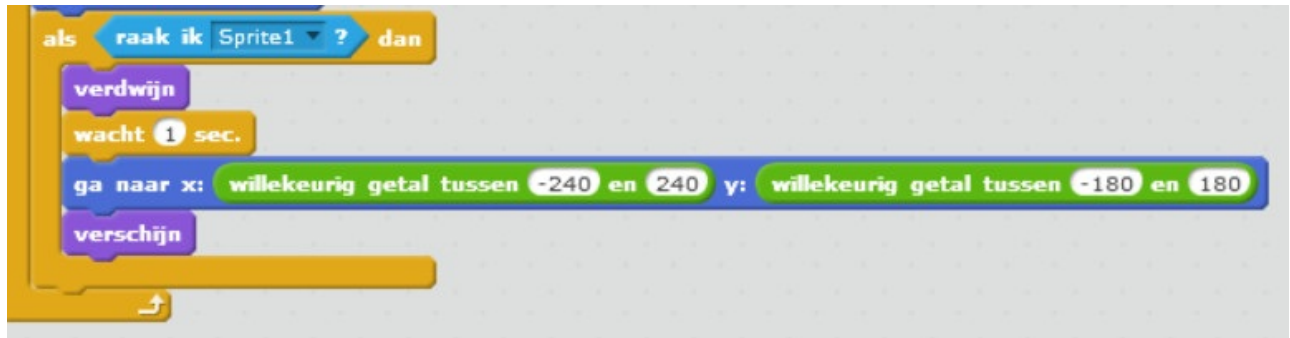 als raak ik Sprite1 ? dan
verdwijn
wacht 1 sec.
ga naar x: willekeurig getal tussen -240 en 240 y: willekeurig getal tussen -180 en 180
verschijn